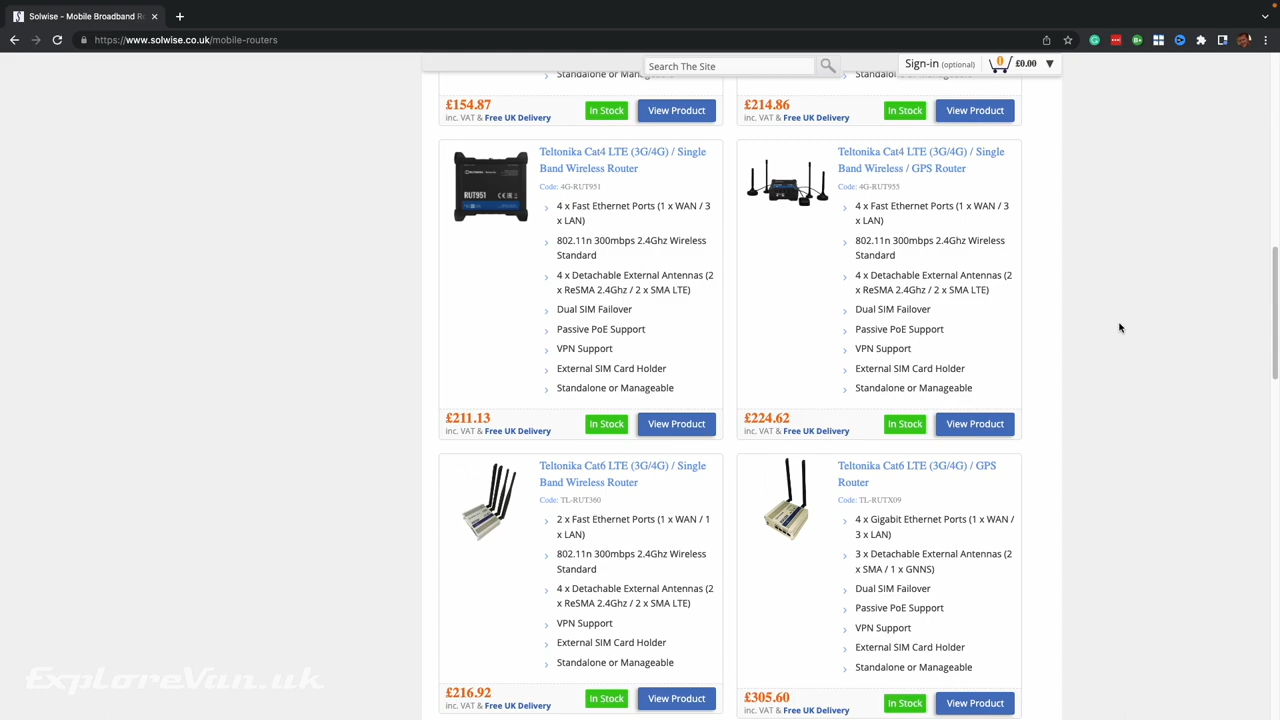 Solwise - Mobile Broadband Ro
https://www.solwise.co.uk/mobile-routers
Search The Site
Sign-in (optional)
0
£0.00
Standalone or Manageable
£154.87
inc. VAT & Free UK Delivery
In Stock
View Product
Standalone or Manageable
£214.86
inc. VAT & Free UK Delivery
In Stock
View Product
RUT951
Teltonika Cat4 LTE (3G/4G) / Single
Band Wireless Router
Code: 4G-RUT951
4 x Fast Ethernet Ports (1 x WAN / 3
x LAN)
802.11n 300mbps 2.4Ghz Wireless
Standard
4 x Detachable External Antennas (2
x ReSMA 2.4Ghz / 2 x SMA LTE)
Dual SIM Failover
Passive PoE Support
VPN Support
External SIM Card Holder
Standalone or Manageable
£211.13
inc. VAT & Free UK Delivery
In Stock
View Product
Teltonika Cat4 LTE (3G/4G) / Single
Band Wireless / GPS Router
Code: 4G-RUT955
4 x Fast Ethernet Ports (1 x WAN / 3
x LAN)
802.11n 300mbps 2.4Ghz Wireless
Standard
4 x Detachable External Antennas (2
x ReSMA 2.4Ghz / 2 x SMA LTE)
Dual SIM Failover
Passive PoE Support
VPN Support
External SIM Card Holder
Standalone or Manageable
£224.62
inc. VAT & Free UK Delivery
In Stock
View Product
Teltonika Cat6 LTE (3G/4G) / Single
Band Wireless Router
Code: TL-RUT360
2 x Fast Ethernet Ports (1 x WAN / 1
x LAN)
802.11n 300mbps 2.4Ghz Wireless
Standard
4 x Detachable External Antennas (2
x ReSMA 2.4Ghz / 2 x SMA LTE)
VPN Support
External SIM Card Holder
Standalone or Manageable
£216.92
inc. VAT & Free UK Delivery
In Stock
View Product
Teltonika Cat6 LTE (3G/4G) / GPS
Router
Code: TL-RUTX09
4 x Gigabit Ethernet Ports (1 x WAN /
3 x LAN)
3 x Detachable External Antennas (2
x SMA / 1 x GNNS)
Dual SIM Failover
Passive PoE Support
VPN Support
External SIM Card Holder
Standalone or Manageable
£305.60
inc. VAT & Free UK Delivery
In Stock
View Product
ExploreVan.uk